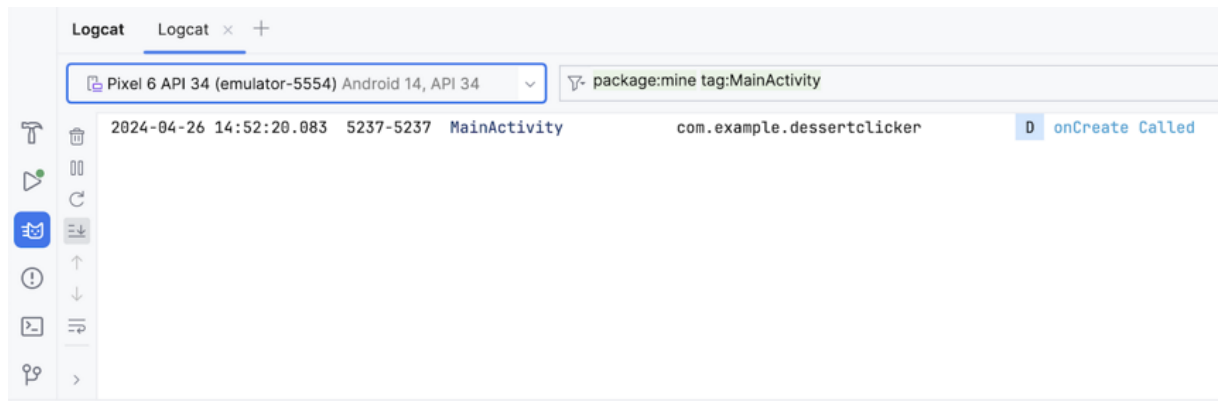 Logcat Logcat
Pixel 6 API 34 (emulator-5554) Android 14, API 34 package:mine tag:MainActivity
2024-04-26 14:52:20.083 5237-5237 MainActivity com.example.dessertclicker D onCreate Called